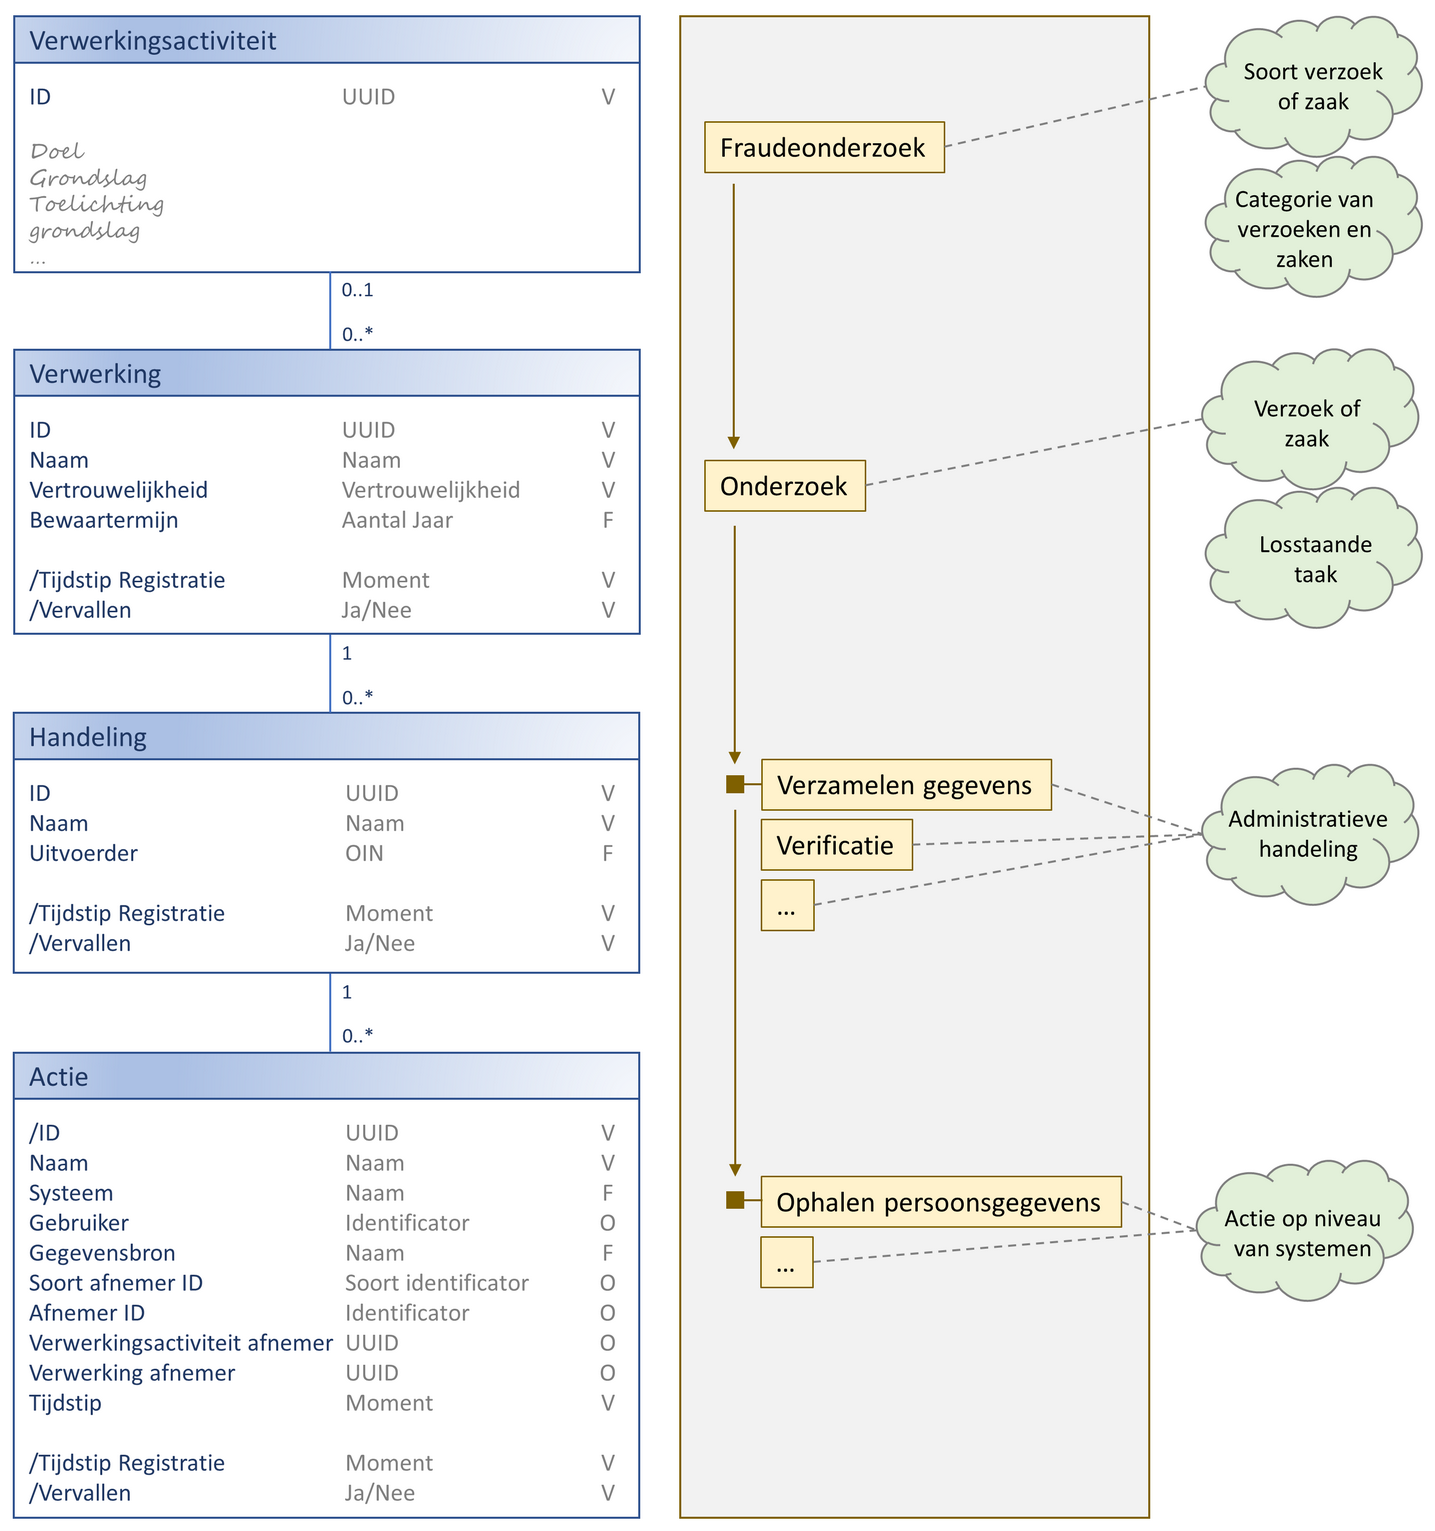 Verwerkingsactiviteit
ID UUID V
Doel
Grondslag
Toelichting
grondslag
...
0..1
0..*
Verwerking
ID UUID V
Naam Naam V
Vertrouwelijkheid Vertrouwelijkheid V
Bewaartermijn Aantal Jaar F
/Tijdstip Registratie Moment V
/Vervallen Ja/Nee V
1
0..*
Handeling
ID UUID V
Naam Naam V
Uitvoerder OIN F
/Tijdstip Registratie Moment V
/Vervallen Ja/Nee V
1
0..*
Actie
/ID UUID V
Naam Naam V
Systeem Naam F
Gebruiker Identificator O
Gegevensbron Naam F
Soort afnemer ID Soort identificator O
Afnemer ID Identificator O
Verwerkingsactiviteit afnemer UUID O
Verwerking afnemer UUID O
Tijdstip Moment V
/Tijdstip Registratie Moment V
/Vervallen Ja/Nee V
Fraudeonderzoek
Onderzoek
Verzamelen gegevens
Verificatie
...
Ophalen persoonsgegevens
...
Soort verzoek
of zaak
Categorie van
verzoeken en
zaken
Verzoek of
zaak
Losstaande
taak
Administratieve
handeling
Actie op niveau
van systemen